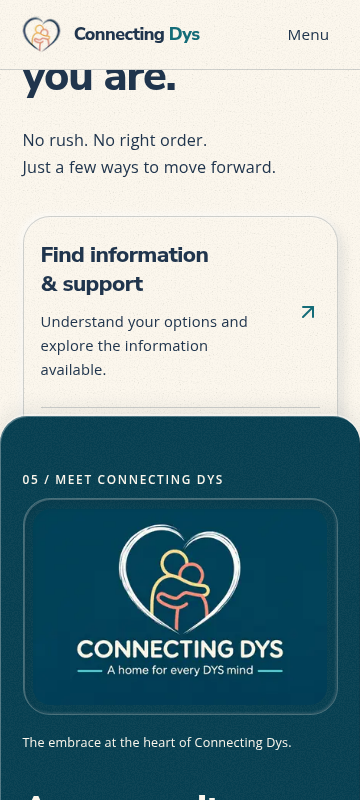 Connecting Dys
Menu
you are.
No rush. No right order.
Just a few ways to move forward.
Find information
& support
Understand your options and
explore the information
available.
05 / MEET CONNECTING DYS
CONNECTING DYS
A home for every DYS mind
The embrace at the heart of Connecting Dys.